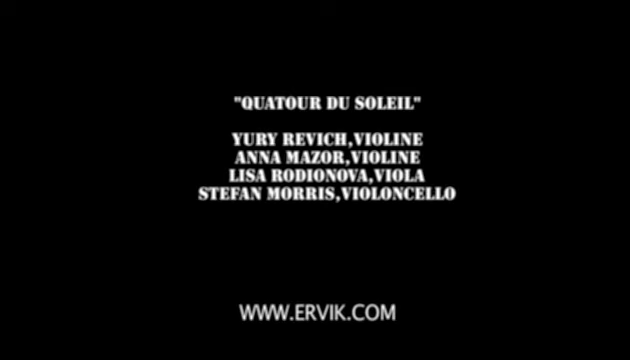 "QUATOUR DU SOLEIL"
YURY REVICH,VIOLINE
ANNA MAZOR,VIOLINE
LISA RODIONOVA,VIOLA
STEFAN MORRIS,VIOLONCELLO
WWW.ERVIK.COM